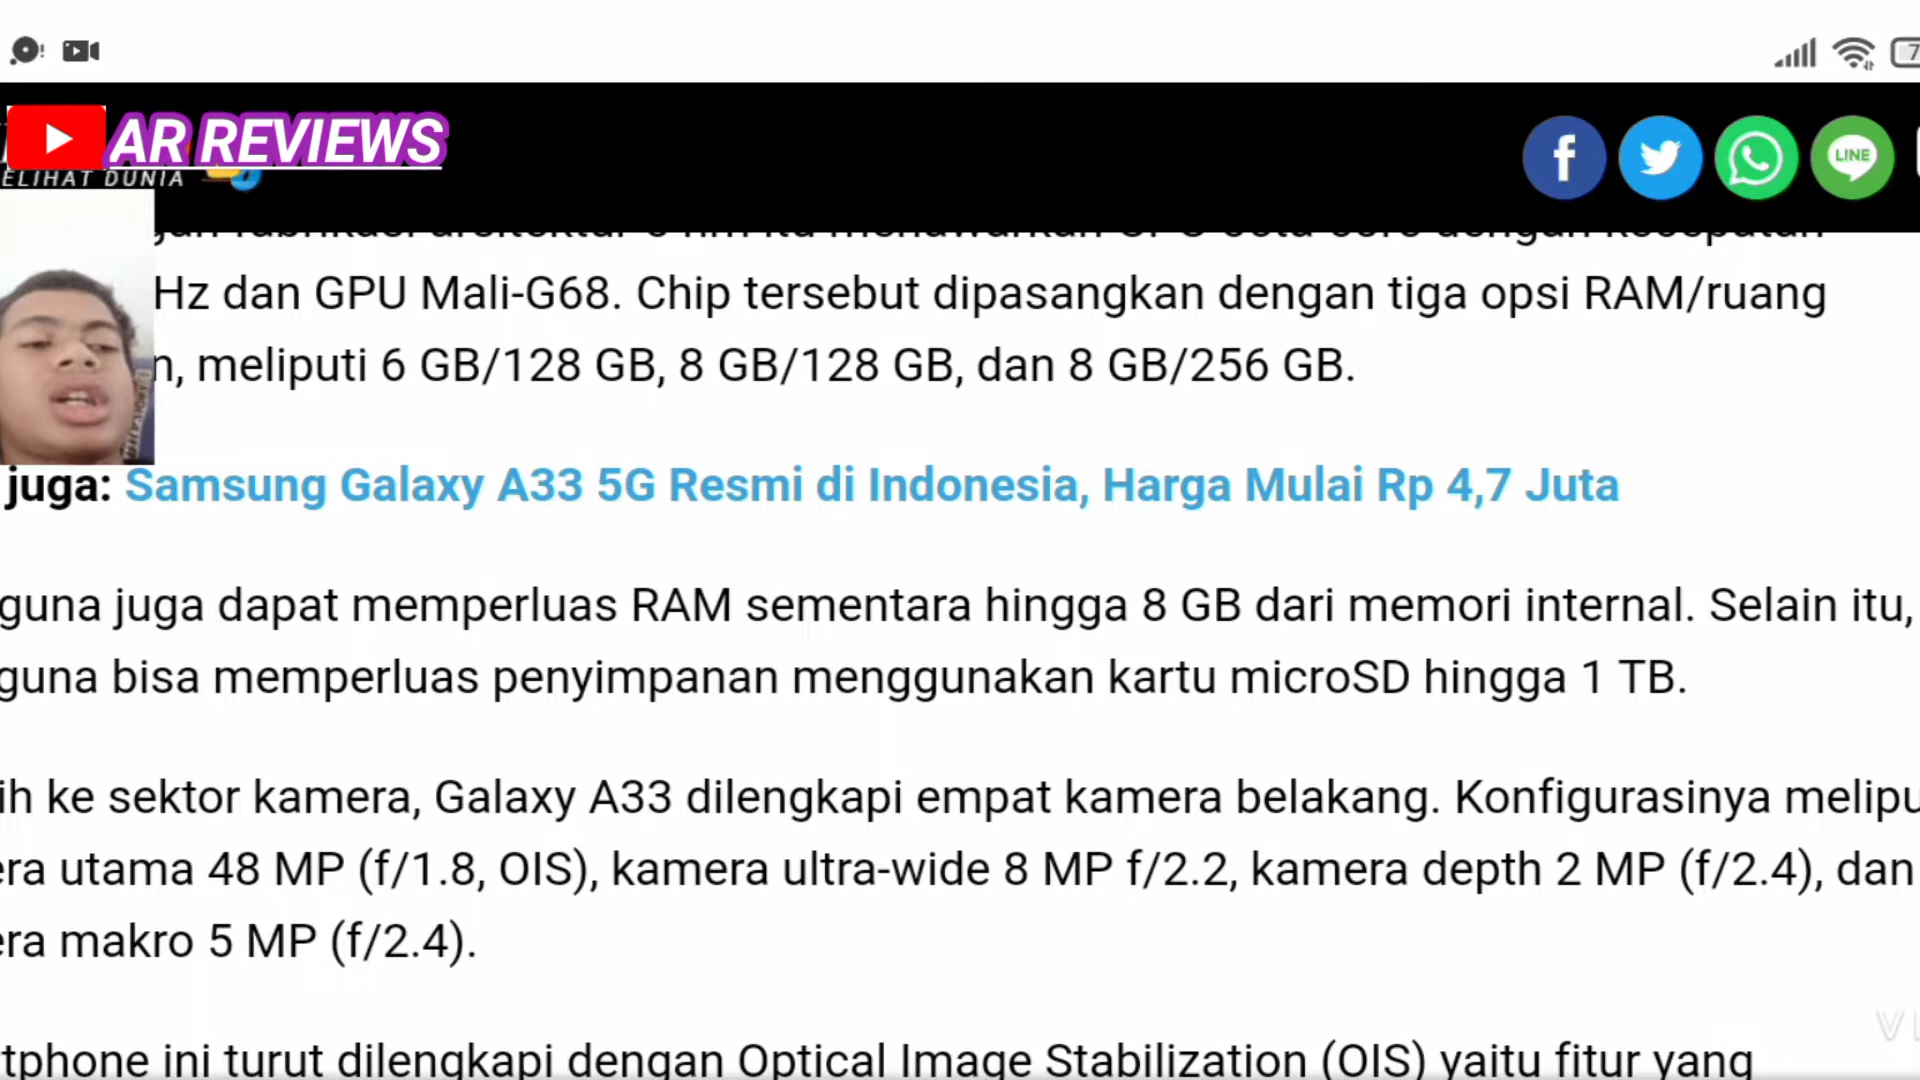 AR REVIEWS
ELIHAT DUNIA
LINE
Hz dan GPU Mali-G68. Chip tersebut dipasangkan dengan tiga opsi RAM/ruang
n, meliputi 6 GB/128 GB, 8 GB/128 GB, dan 8 GB/256 GB.
juga: Samsung Galaxy A33 5G Resmi di Indonesia, Harga Mulai Rp 4,7 Juta
guna juga dapat memperluas RAM sementara hingga 8 GB dari memori internal. Selain itu,
guna bisa memperluas penyimpanan menggunakan kartu microSD hingga 1 TB.
ih ke sektor kamera, Galaxy A33 dilengkapi empat kamera belakang. Konfigurasinya melipu
era utama 48 MP (f/1.8, OIS), kamera ultra-wide 8 MP f/2.2, kamera depth 2 MP (f/2.4), dan
era makro 5 MP (f/2.4).
tphone ini turut dilengkapi dengan Optical Image Stabilization (OIS) yaitu fitur yang